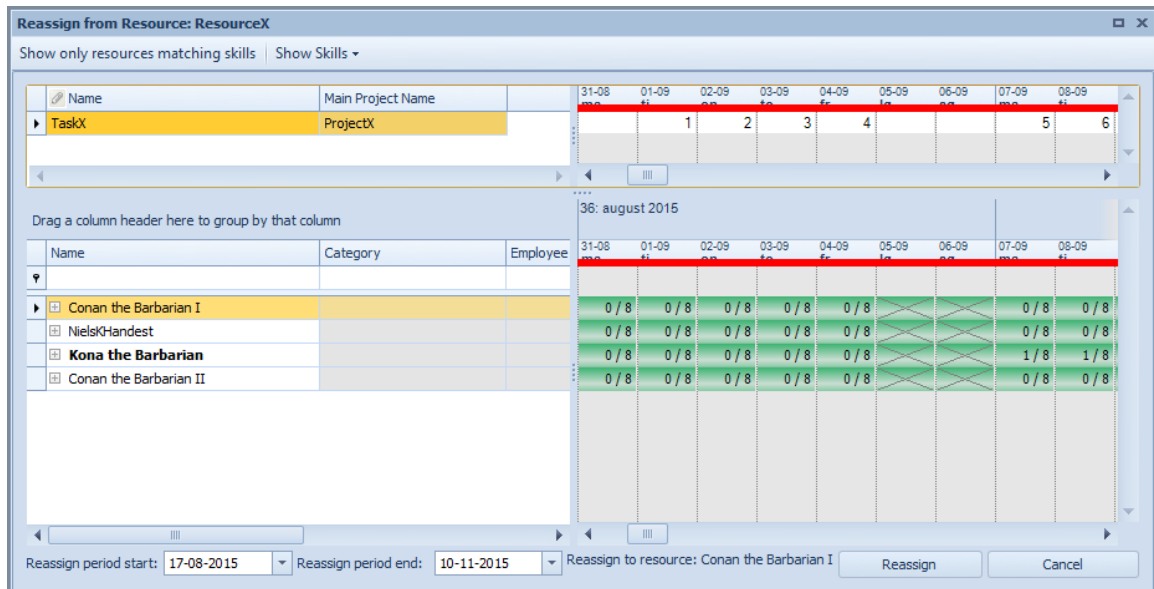 Reassign from Resource: ResourceX
Show only resources matching skills Show Skills
Name Main Project Name 31-08 01-09 02-09 03-09 04-09 05-09 06-09 07-09 08-09
TaskX ProjectX 1 2 3 4 5 6
36: august 2015
Drag a column header here to group by that column
Name Category Employee 31-08 01-09 02-09 03-09 04-09 05-09 06-09 07-09 08-09
Conan the Barbarian I 0 / 8 0 / 8 0 / 8 0 / 8 0 / 8 0 / 8 0 / 8
NielsKHandest 0 / 8 0 / 8 0 / 8 0 / 8 0 / 8 0 / 8 0 / 8
Kona the Barbarian 0 / 8 0 / 8 0 / 8 0 / 8 0 / 8 1 / 8 1 / 8
Conan the Barbarian II 0 / 8 0 / 8 0 / 8 0 / 8 0 / 8 0 / 8 0 / 8
Reassign period start: 17-08-2015 Reassign period end: 10-11-2015 Reassign to resource: Conan the Barbarian I Reassign Cancel